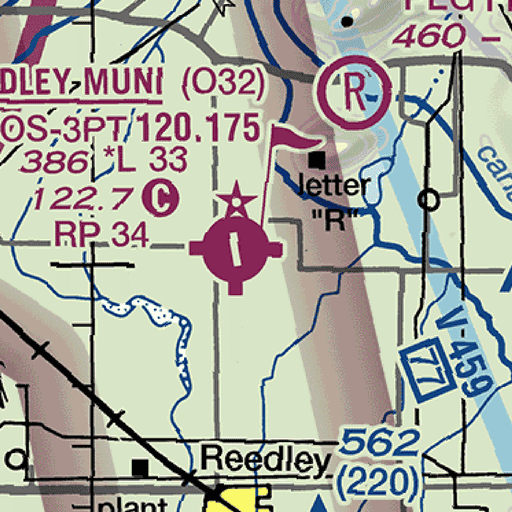 460 -
DLEY MUNI (O32)
R
OS-3PT 120.175
386 *L 33
122.7 C
RP 34
letter
"R"
cana
V-459
77
Reedley
562
(220)
plant